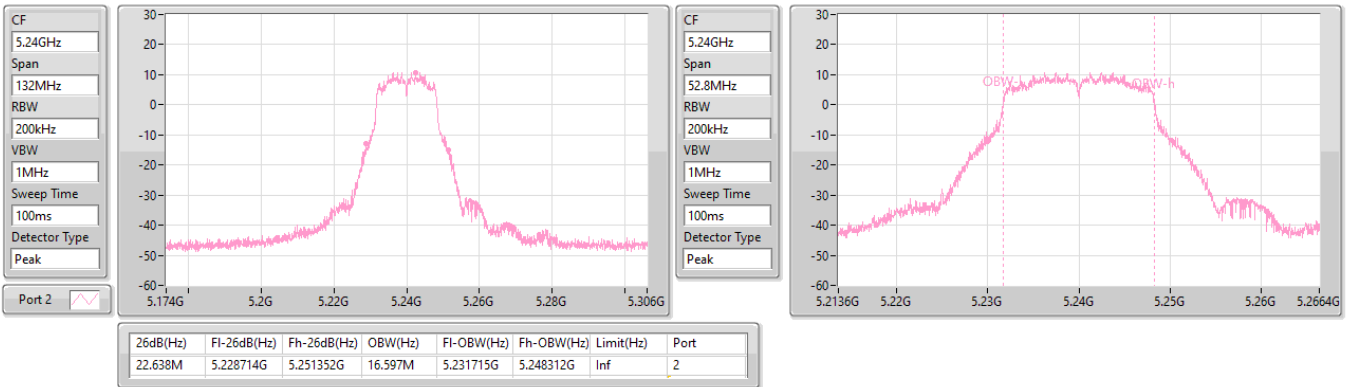 CF
5.24GHz
Span
132MHz
RBW
200kHz
VBW
1MHz
Sweep Time
100ms
Detector Type
Peak
Port 2
30
20
10
0
-10
-20
-30
-40
-50
-60
5.174G 5.2G 5.22G 5.24G 5.26G 5.28G 5.306G
CF
5.24GHz
Span
52.8MHz
RBW
200kHz
VBW
1MHz
Sweep Time
100ms
Detector Type
Peak
30
20
10
0
-10
-20
-30
-40
-50
-60
OBW-h
5.2136G 5.22G 5.23G 5.24G 5.25G 5.26G 5.2664G
26dB(Hz) Fl-26dB(Hz) Fh-26dB(Hz) OBW(Hz) Fl-OBW(Hz) Fh-OBW(Hz) Limit(Hz) Port
22.638M 5.228714G 5.251352G 16.597M 5.231715G 5.248312G Inf 2